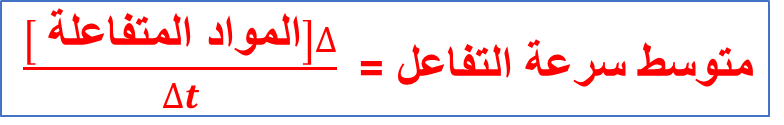 متوسط سرعة التفاعل = Δ[المواد المتفاعلة ]
Δt